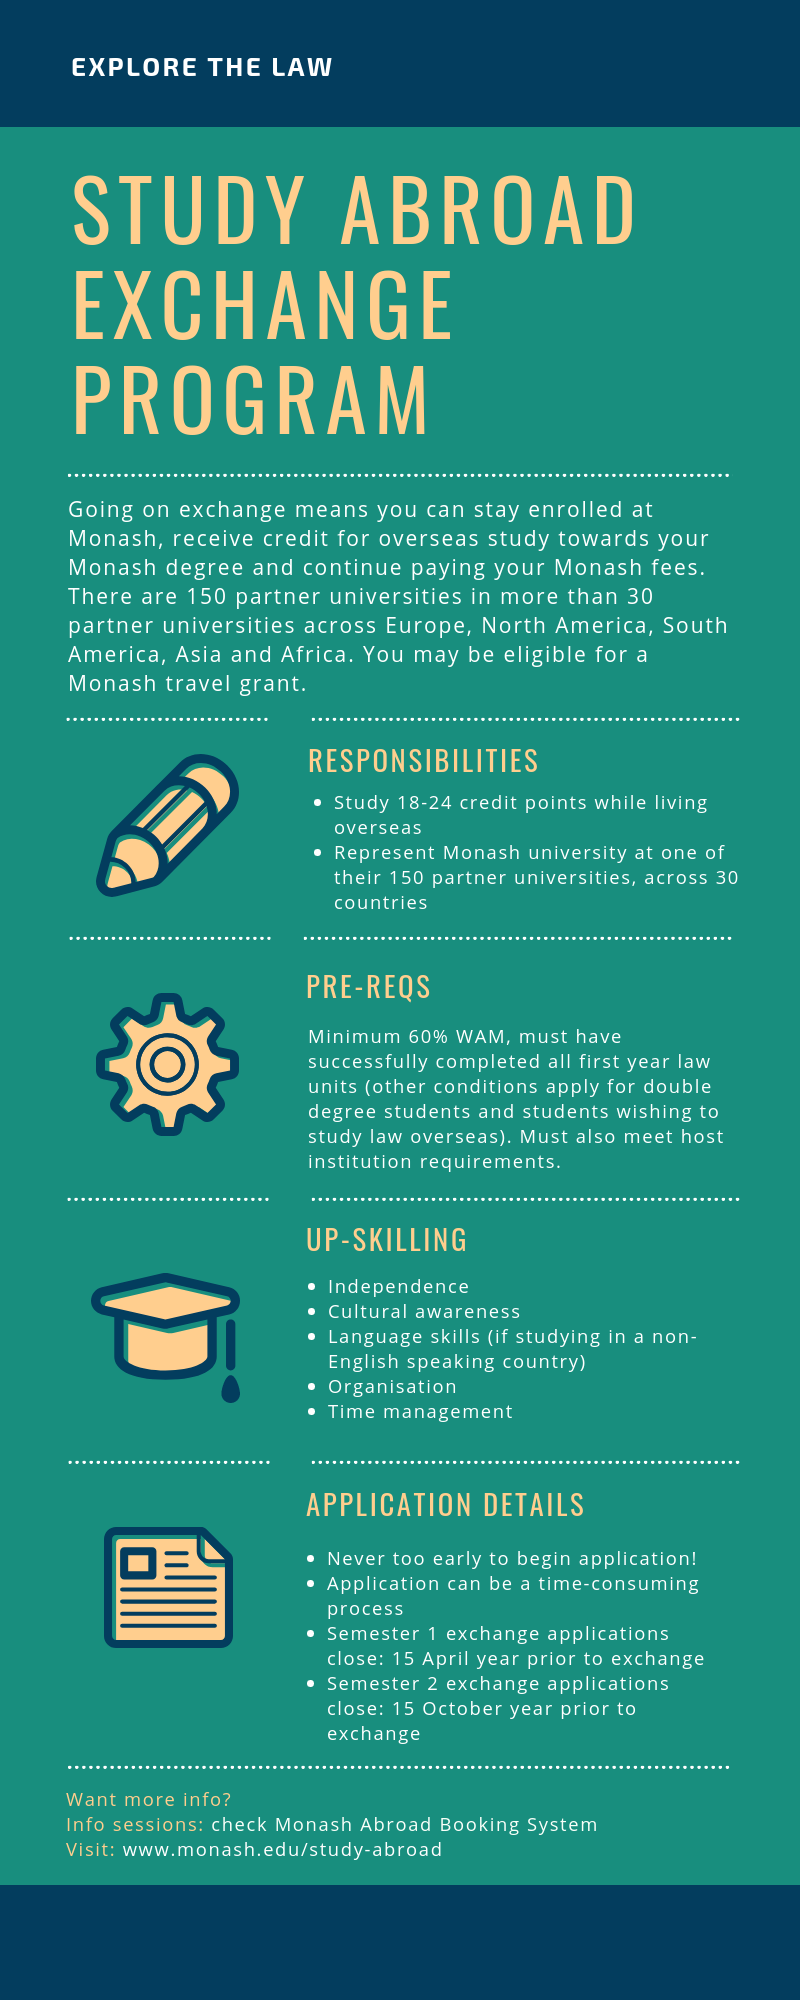 EXPLORE THE LAW
STUDY ABROAD
EXCHANGE
PROGRAM
Going on exchange means you can stay enrolled at
Monash, receive credit for overseas study towards your
Monash degree and continue paying your Monash fees.
There are 150 partner universities in more than 30
partner universities across Europe, North America, South
America, Asia and Africa. You may be eligible for a
Monash travel grant.
RESPONSIBILITIES
• Study 18-24 credit points while living
overseas
• Represent Monash university at one of
their 150 partner universities, across 30
countries
PRE-REQS
Minimum 60% WAM, must have
successfully completed all first year law
units (other conditions apply for double
degree students and students wishing to
study law overseas). Must also meet host
institution requirements.
UP-SKILLING
• Independence
• Cultural awareness
• Language skills (if studying in a non-
English speaking country)
• Organisation
• Time management
APPLICATION DETAILS
• Never too early to begin application!
• Application can be a time-consuming
process
• Semester 1 exchange applications
close: 15 April year prior to exchange
• Semester 2 exchange applications
close: 15 October year prior to
exchange
Want more info?
Info sessions: check Monash Abroad Booking System
Visit: www.monash.edu/study-abroad